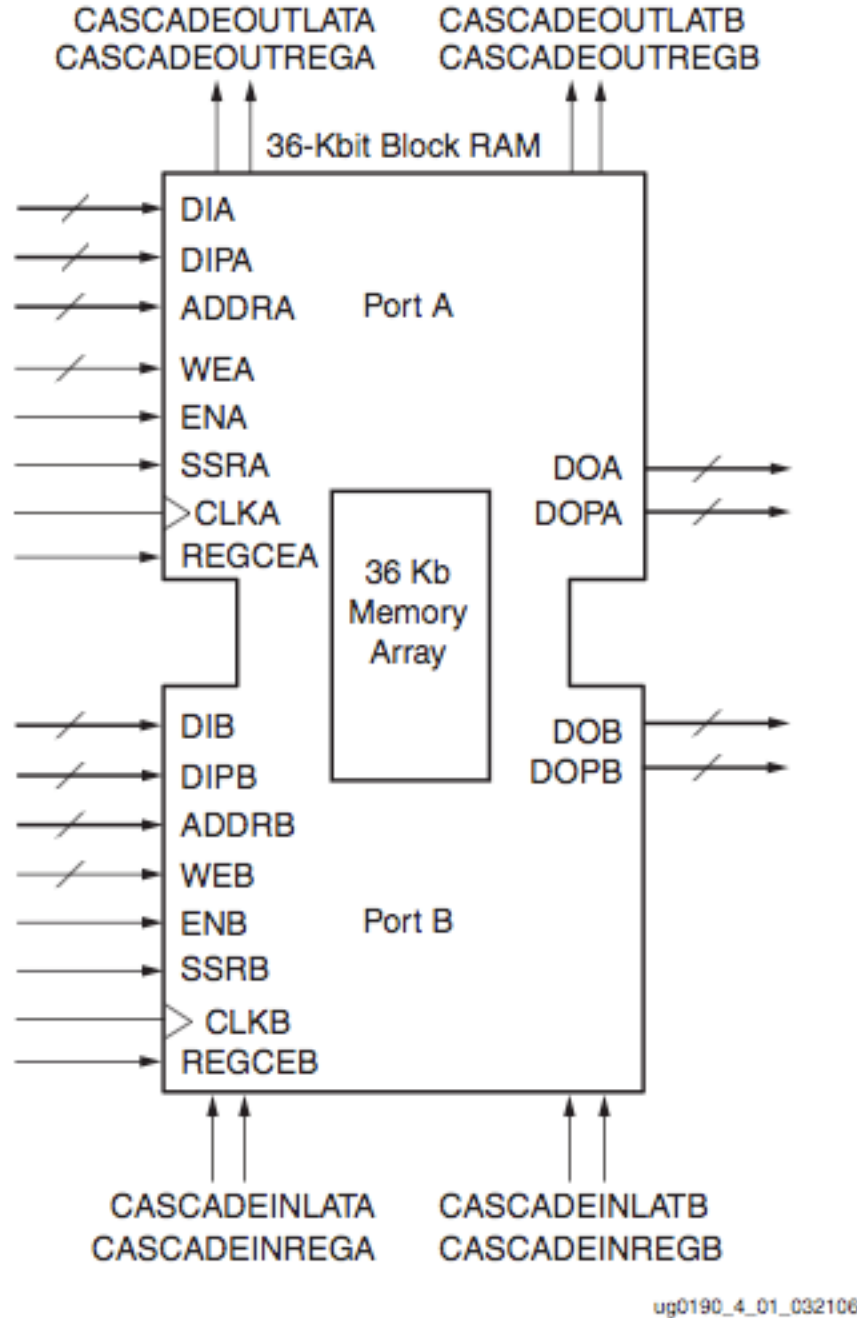 CASCADEOUTLATA CASCADEOUTLATB
CASCADEOUTREGA CASCADEOUTREGB
36-Kbit Block RAM
DIA
DIPA
ADDRA Port A
WEA
ENA
SSRA DOA
CLKA DOPA
REGCEA
36 Kb
Memory
Array
DIB DOB
DIPB DOPB
ADDRB
WEB
ENB Port B
SSRB
CLKB
REGCEB
CASCADEINLATA CASCADEINLATB
CASCADEINREGA CASCADEINREGB
ug0190_4_01_032106